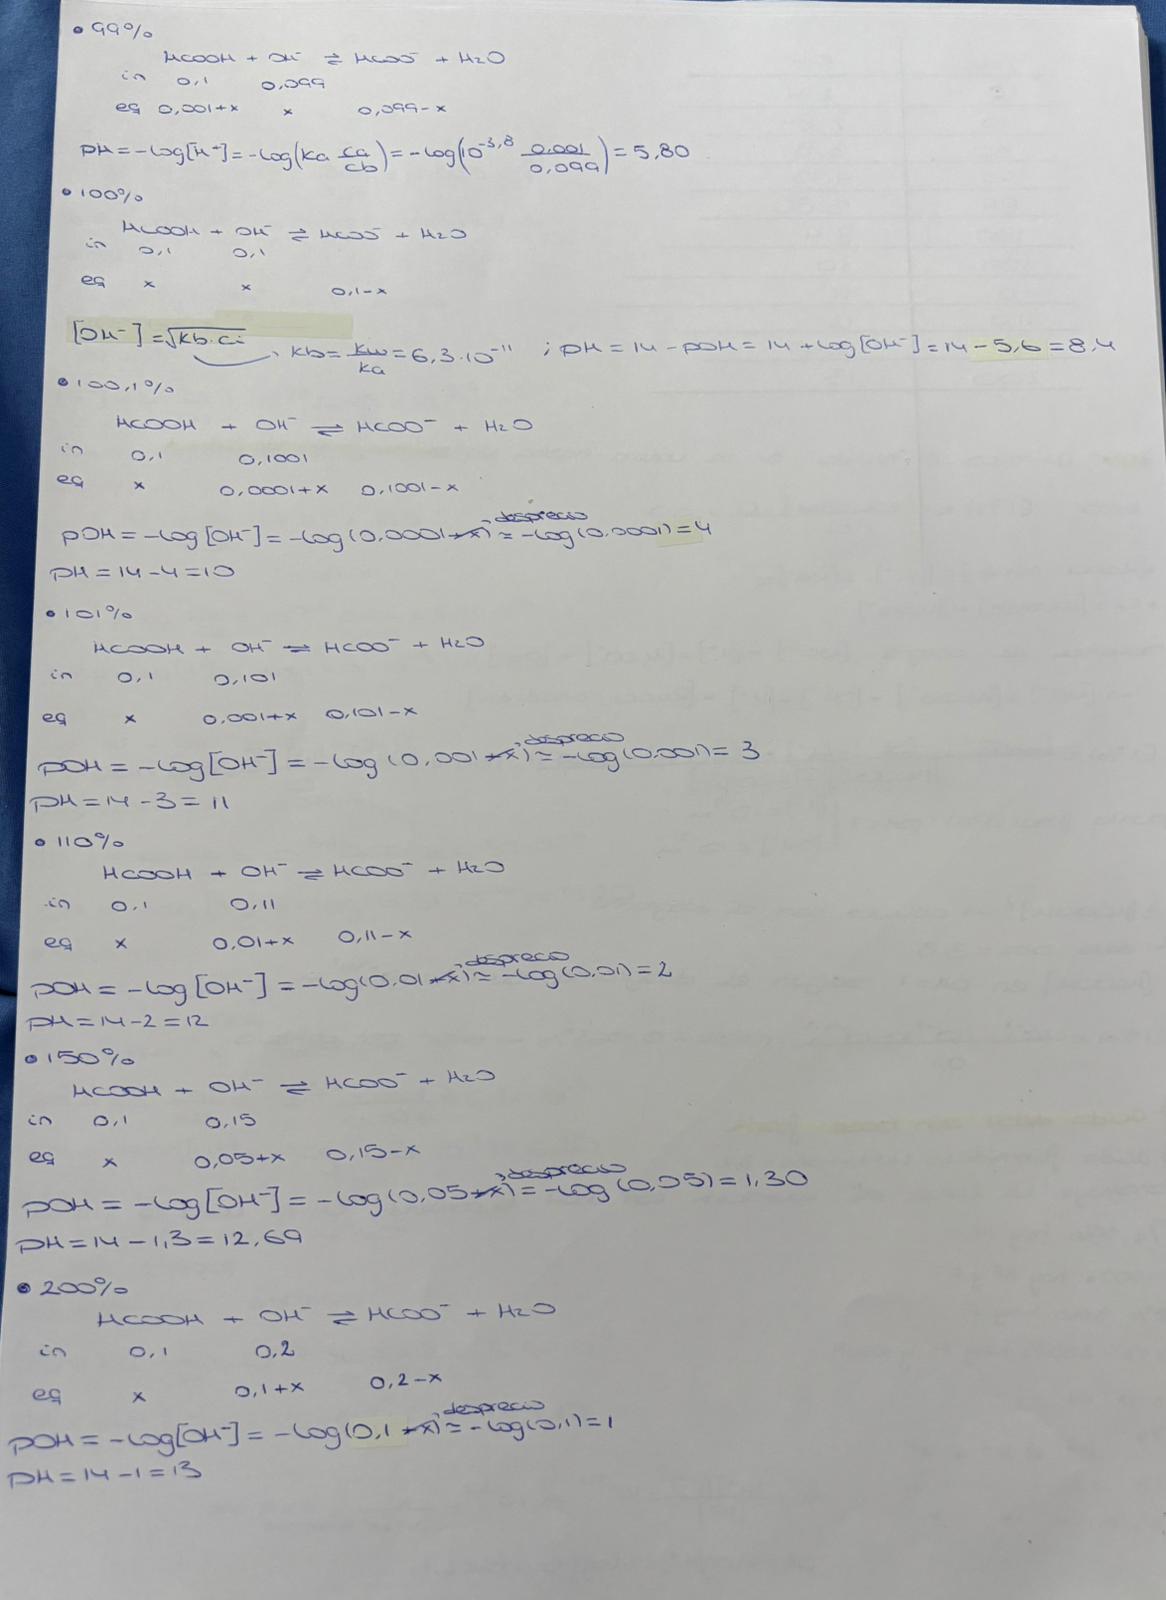 • 99%
HCOOH + OH⁻ ⇌ HCOO⁻ + H2O
in 0,1 0,099
eq 0,001+x x 0,099-x
pH = -log[H⁺] = -log(Ka ca/cb) = -log(10^-3,8 0,001/0,099) = 5,80
• 100%
HCOOH + OH⁻ ⇌ HCOO⁻ + H2O
in 0,1 0,1
eq x x 0,1-x
[OH⁻] = √kb·ci , kb = kw/ka = 6,3·10⁻¹¹ ; pH = 14 - pOH = 14 + log[OH⁻] = 14 - 5,6 = 8,4
• 100,1%
HCOOH + OH⁻ ⇌ HCOO⁻ + H2O
in 0,1 0,1001
eq x 0,0001+x 0,1001-x
pOH = -log[OH⁻] = -log(0,0001+x) desprecio ≈ -log(0,0001) = 4
pH = 14 - 4 = 10
• 101%
HCOOH + OH⁻ ⇌ HCOO⁻ + H2O
in 0,1 0,101
eq x 0,001+x 0,101-x
pOH = -log[OH⁻] = -log(0,001+x) desprecio ≈ -log(0,001) = 3
pH = 14 - 3 = 11
• 110%
HCOOH + OH⁻ ⇌ HCOO⁻ + H2O
in 0,1 0,11
eq x 0,01+x 0,11-x
pOH = -log[OH⁻] = -log(0,01+x) desprecio ≈ -log(0,01) = 2
pH = 14 - 2 = 12
• 150%
HCOOH + OH⁻ ⇌ HCOO⁻ + H2O
in 0,1 0,15
eq x 0,05+x 0,15-x
pOH = -log[OH⁻] = -log(0,05+x) desprecio = -log(0,05) = 1,30
pH = 14 - 1,3 = 12,69
• 200%
HCOOH + OH⁻ ⇌ HCOO⁻ + H2O
in 0,1 0,2
eq x 0,1+x 0,2-x
pOH = -log[OH⁻] = -log(0,1+x) desprecio ≈ -log(0,1) = 1
pH = 14 - 1 = 13